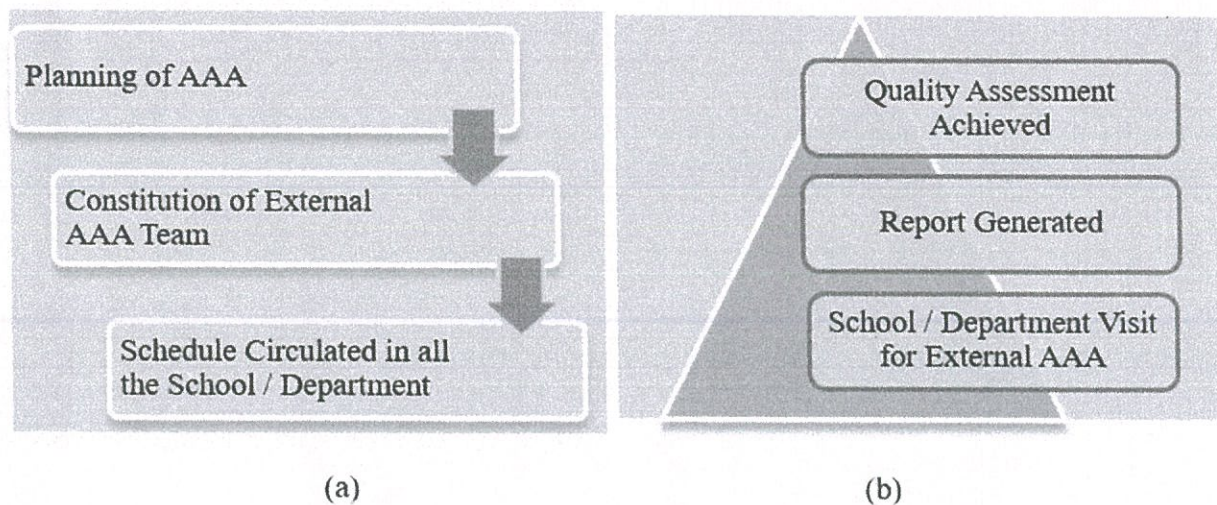 Planning of AAA
Constitution of External
AAA Team
Schedule Circulated in all
the School / Department
(a)
Quality Assessment
Achieved
Report Generated
School / Department Visit
for External AAA
(b)